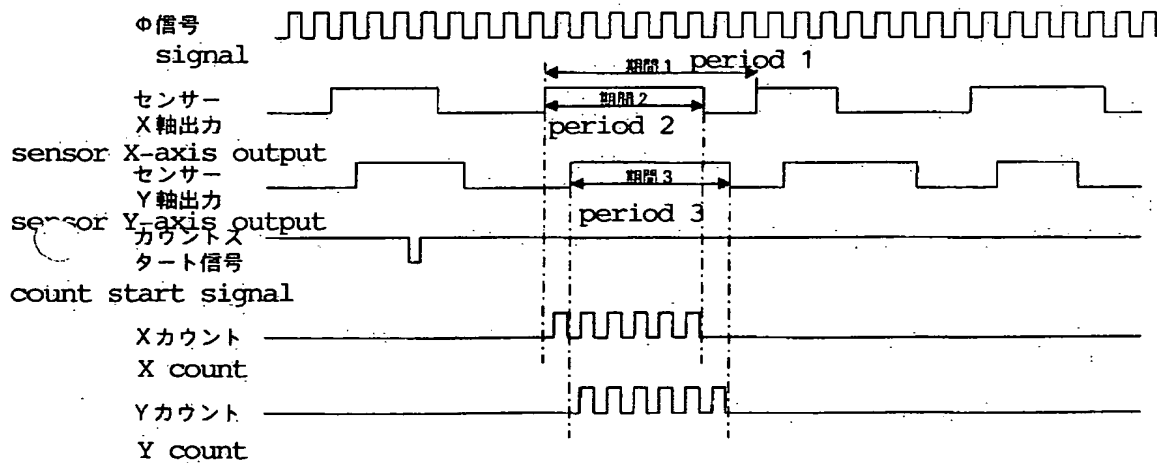 Φ信号
signal
期間1 period 1
センサー
X軸出力
期間2
period 2
sensor X-axis output
センサー
Y軸出力
期間3
period 3
sensor Y-axis output
カウントス
タート信号
count start signal
Xカウント
X count
Yカウント
Y count